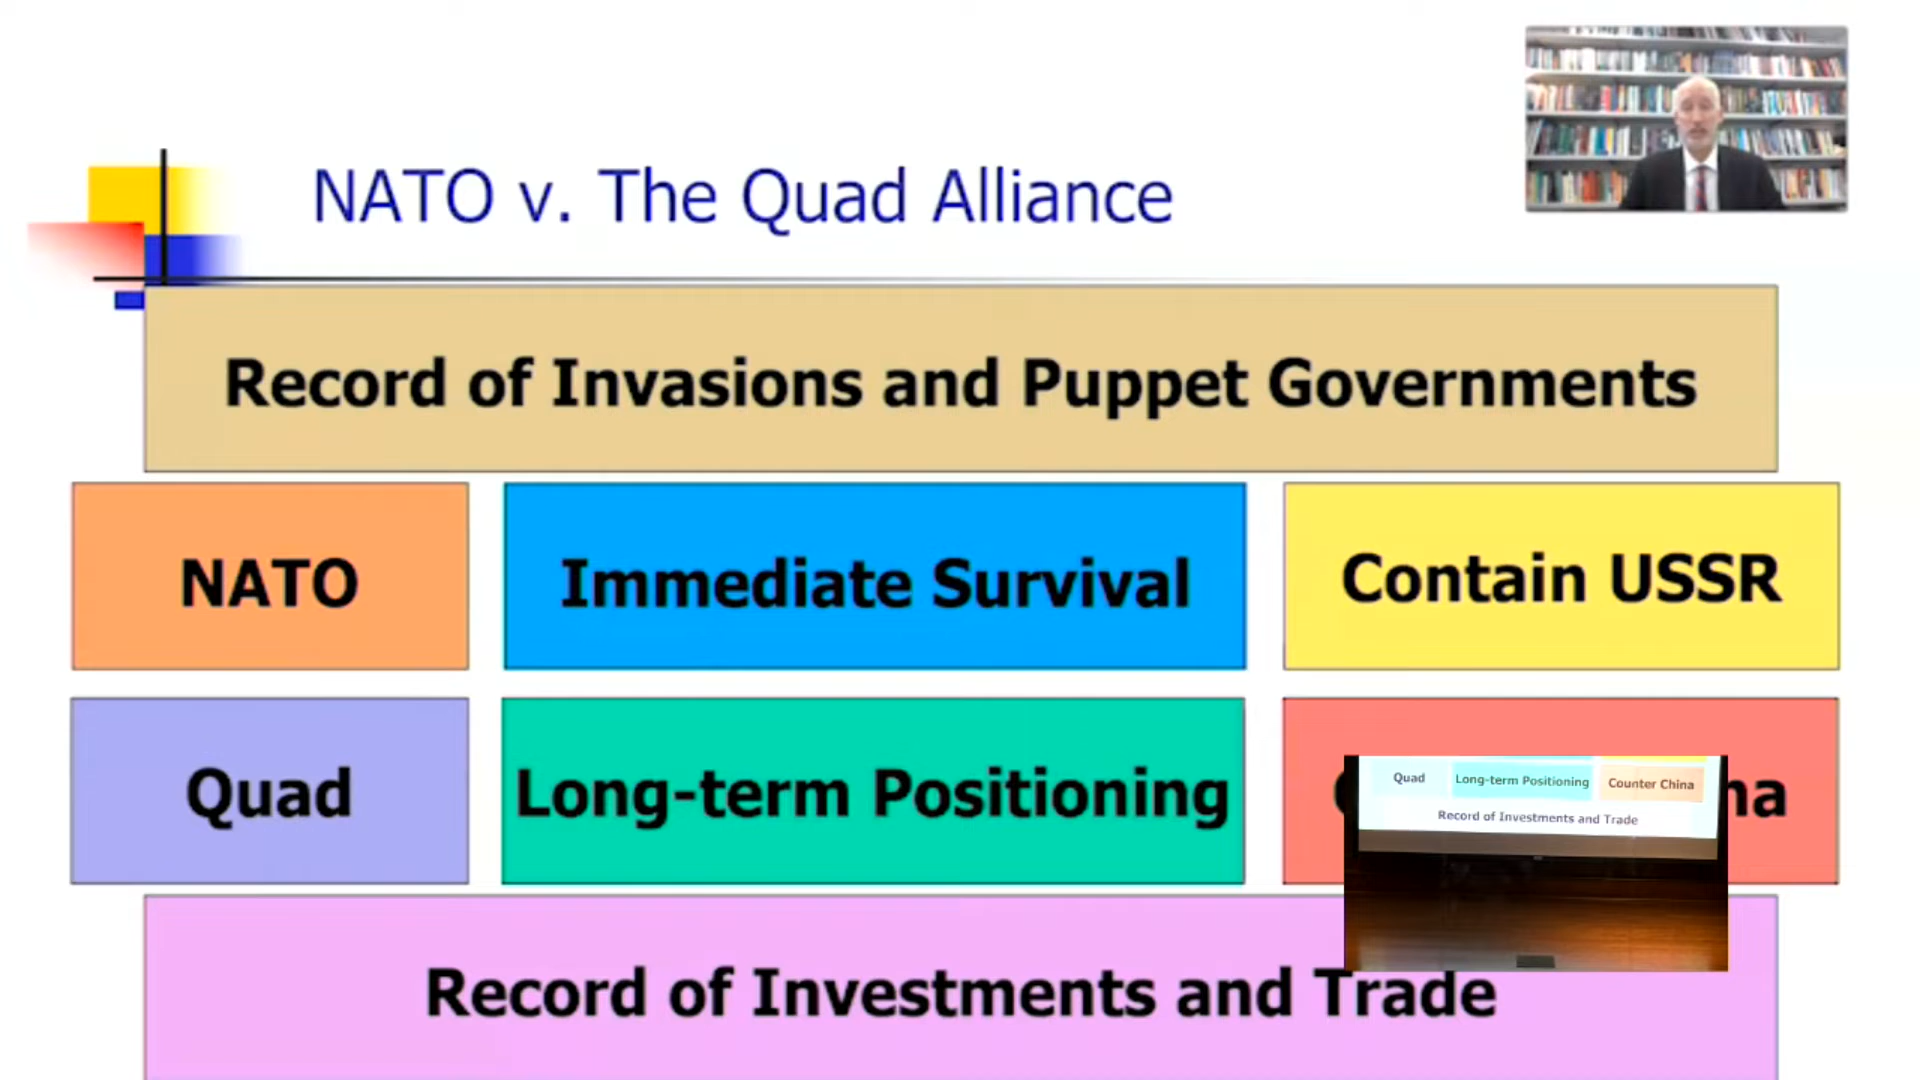 NATO v. The Quad Alliance
Record of Invasions and Puppet Governments
NATO
Immediate Survival
Contain USSR
Quad
Long-term Positioning
Quad
Long-term Positioning
Counter China
Record of Investments and Trade
Record of Investments and Trade